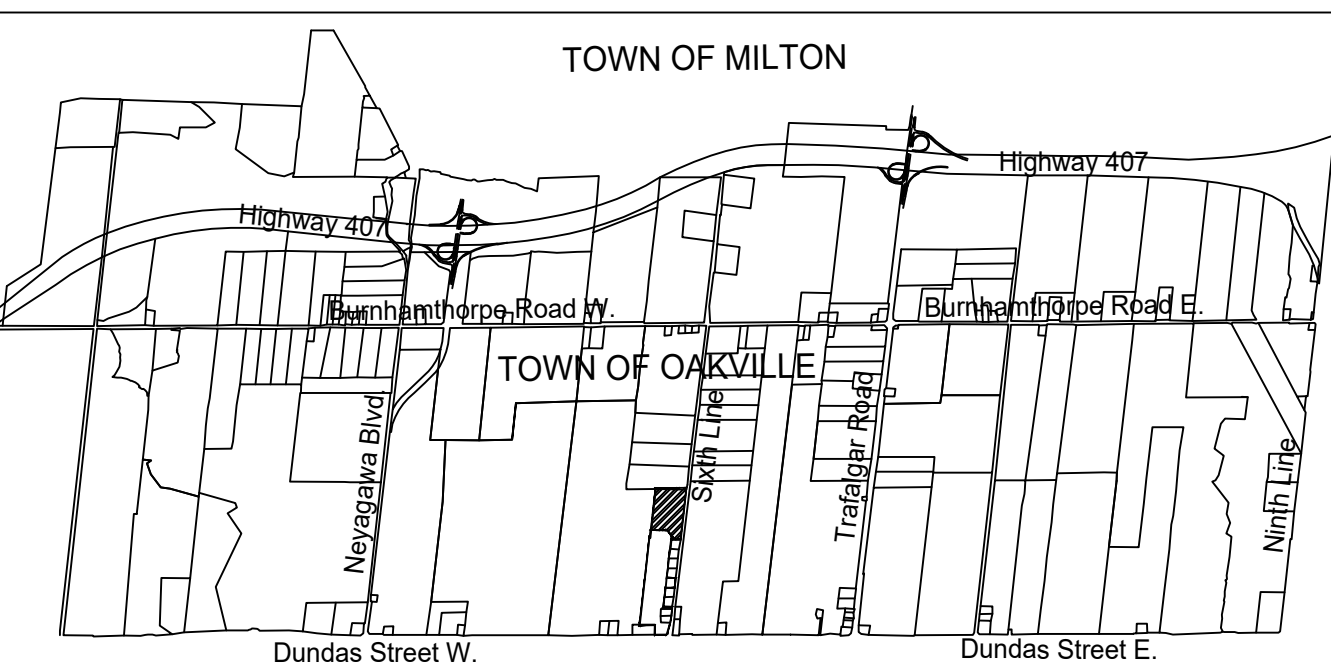 TOWN OF MILTON
Highway 407
Highway 407
Burnhamthorpe Road W.
Burnhamthorpe Road E.
TOWN OF OAKVILLE
Neyagawa Blvd.
Sixth Line
Trafalgar Road
Ninth Line
Dundas Street W.
Dundas Street E.